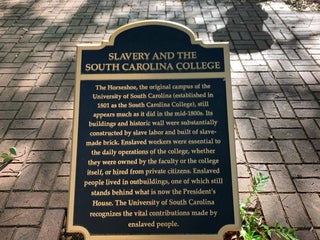 SLAVERY AND THE
SOUTH CAROLINA COLLEGE
The Horseshoe, the original campus of the
University of South Carolina (established in
1801 as the South Carolina College), still
appears much as it did in the mid-1800s. Its
buildings and historic wall were substantially
constructed by slave labor and built of slave-
made brick. Enslaved workers were essential to
the daily operations of the college, whether
they were owned by the faculty or the college
itself, or hired from private citizens. Enslaved
people lived in outbuildings, one of which still
stands behind what is now the President's
House. The University of South Carolina
recognizes the vital contributions made by
enslaved people.